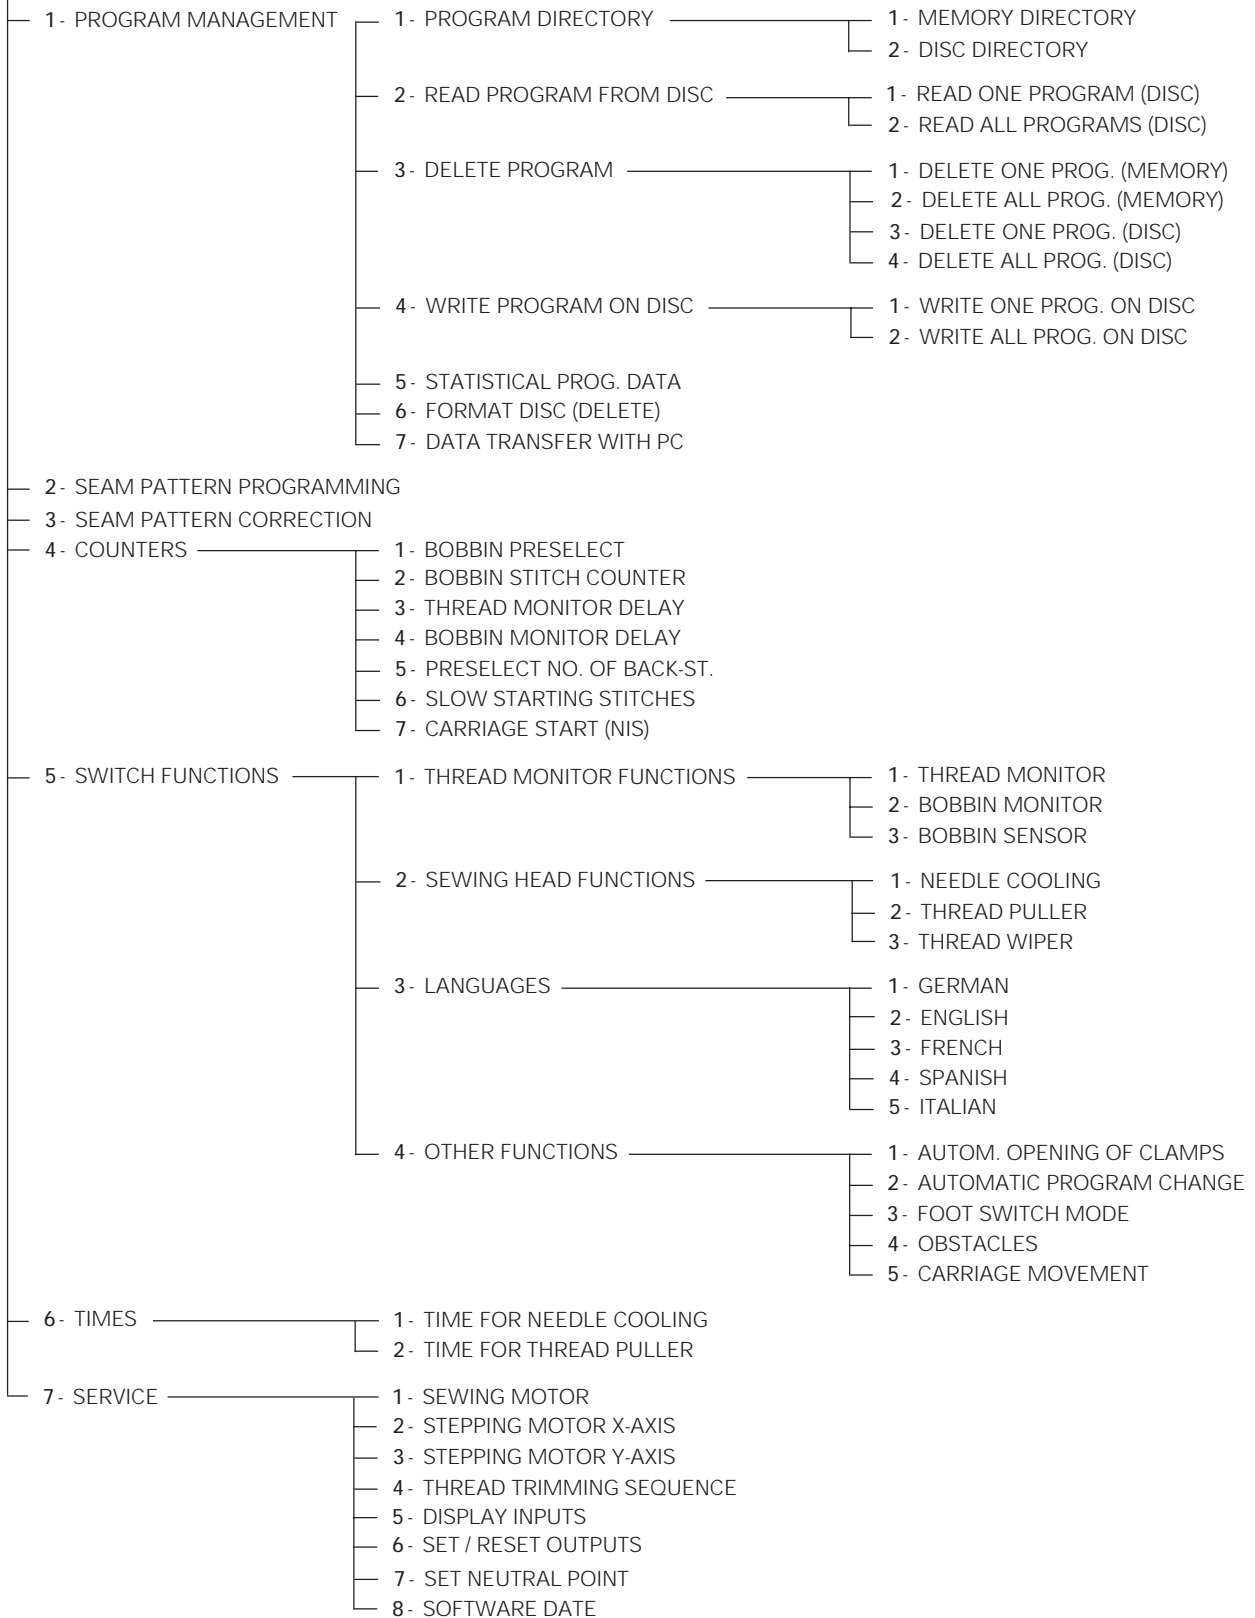 1 - PROGRAM MANAGEMENT
1 - PROGRAM DIRECTORY
1 - MEMORY DIRECTORY
2 - DISC DIRECTORY
2 - READ PROGRAM FROM DISC
1 - READ ONE PROGRAM (DISC)
2 - READ ALL PROGRAMS (DISC)
3 - DELETE PROGRAM
1 - DELETE ONE PROG. (MEMORY)
2 - DELETE ALL PROG. (MEMORY)
3 - DELETE ONE PROG. (DISC)
4 - DELETE ALL PROG. (DISC)
4 - WRITE PROGRAM ON DISC
1 - WRITE ONE PROG. ON DISC
2 - WRITE ALL PROG. ON DISC
5 - STATISTICAL PROG. DATA
6 - FORMAT DISC (DELETE)
7 - DATA TRANSFER WITH PC
2 - SEAM PATTERN PROGRAMMING
3 - SEAM PATTERN CORRECTION
4 - COUNTERS
1 - BOBBIN PRESELECT
2 - BOBBIN STITCH COUNTER
3 - THREAD MONITOR DELAY
4 - BOBBIN MONITOR DELAY
5 - PRESELECT NO. OF BACK-ST.
6 - SLOW STARTING STITCHES
7 - CARRIAGE START (NIS)
5 - SWITCH FUNCTIONS
1 - THREAD MONITOR FUNCTIONS
1 - THREAD MONITOR
2 - BOBBIN MONITOR
3 - BOBBIN SENSOR
2 - SEWING HEAD FUNCTIONS
1 - NEEDLE COOLING
2 - THREAD PULLER
3 - THREAD WIPER
3 - LANGUAGES
1 - GERMAN
2 - ENGLISH
3 - FRENCH
4 - SPANISH
5 - ITALIAN
4 - OTHER FUNCTIONS
1 - AUTOM. OPENING OF CLAMPS
2 - AUTOMATIC PROGRAM CHANGE
3 - FOOT SWITCH MODE
4 - OBSTACLES
5 - CARRIAGE MOVEMENT
6 - TIMES
1 - TIME FOR NEEDLE COOLING
2 - TIME FOR THREAD PULLER
7 - SERVICE
1 - SEWING MOTOR
2 - STEPPING MOTOR X-AXIS
3 - STEPPING MOTOR Y-AXIS
4 - THREAD TRIMMING SEQUENCE
5 - DISPLAY INPUTS
6 - SET / RESET OUTPUTS
7 - SET NEUTRAL POINT
8 - SOFTWARE DATE